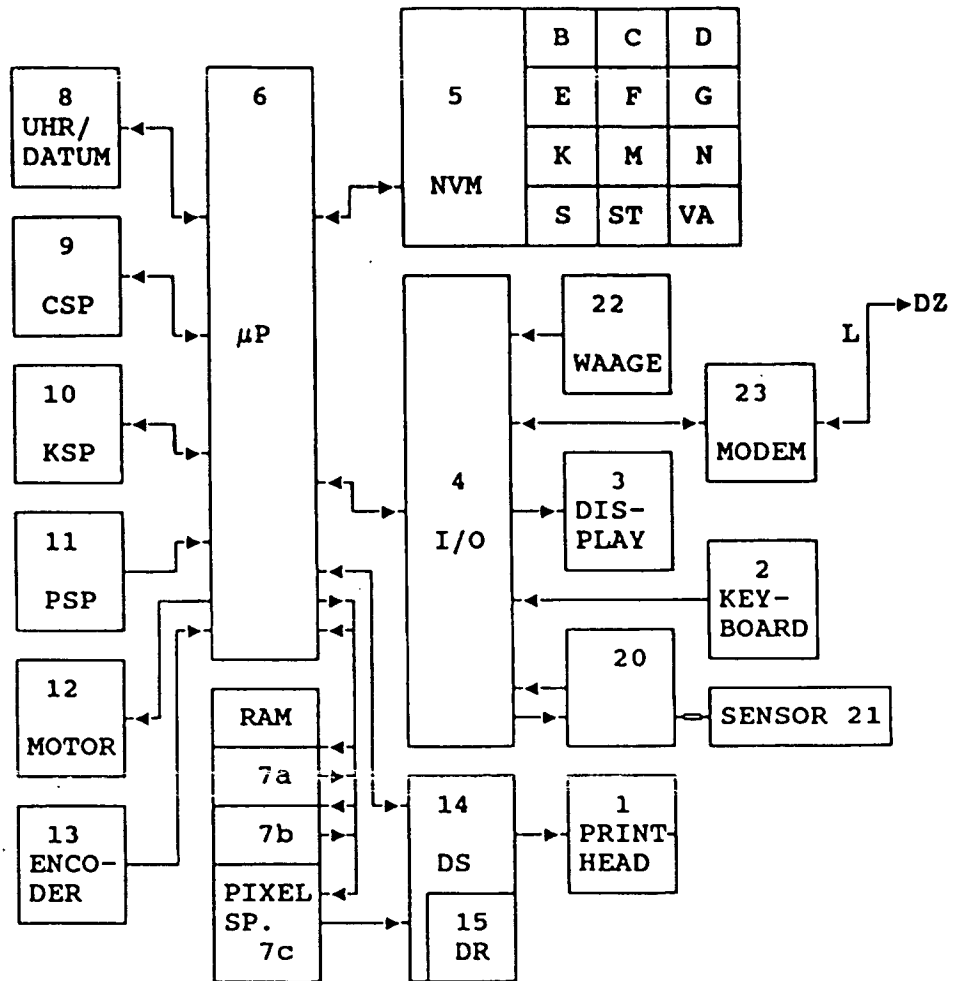 B C D
E F G
K M N
S ST VA
5
NVM
8
UHR/
DATUM
6
µP
9
CSP
10
KSP
11
PSP
12
MOTOR
13
ENCO-
DER
RAM
7a
7b
PIXEL
SP.
7c
4
I/O
22
WAAGE
L
DZ
23
MODEM
3
DIS-
PLAY
2
KEY-
BOARD
20
SENSOR 21
14
DS
15
DR
1
PRINT-
HEAD